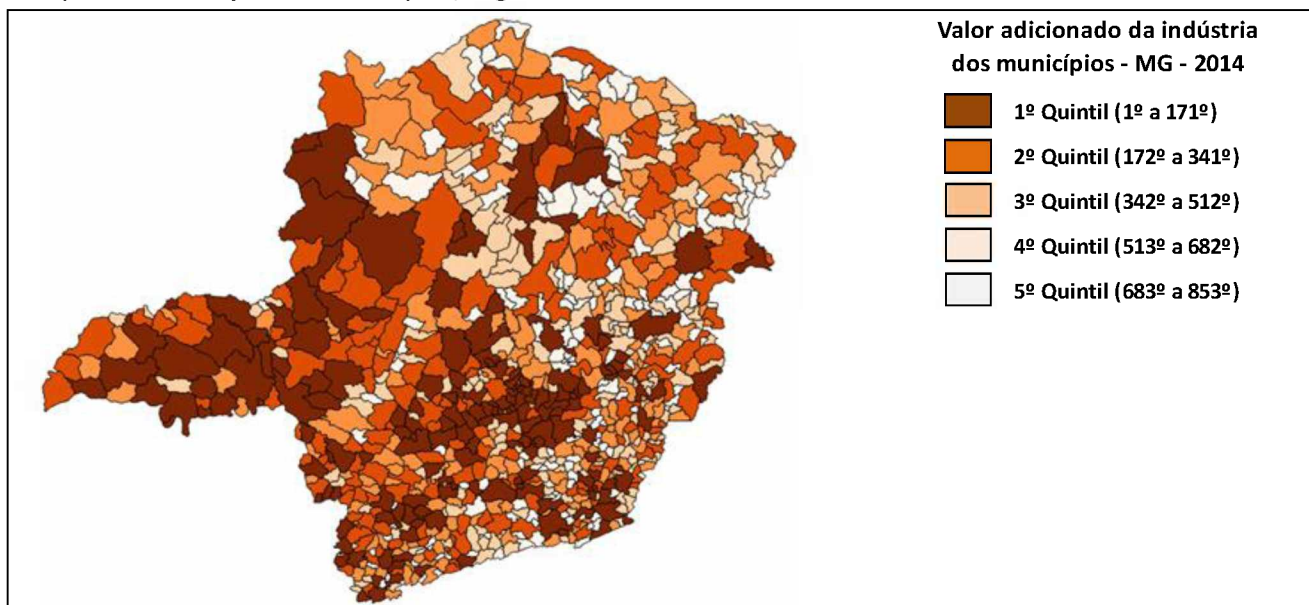 Valor adicionado da indústria
dos municípios - MG - 2014
1º Quintil (1º a 171º)
2º Quintil (172º a 341º)
3º Quintil (342º a 512º)
4º Quintil (513º a 682º)
5º Quintil (683º a 853º)